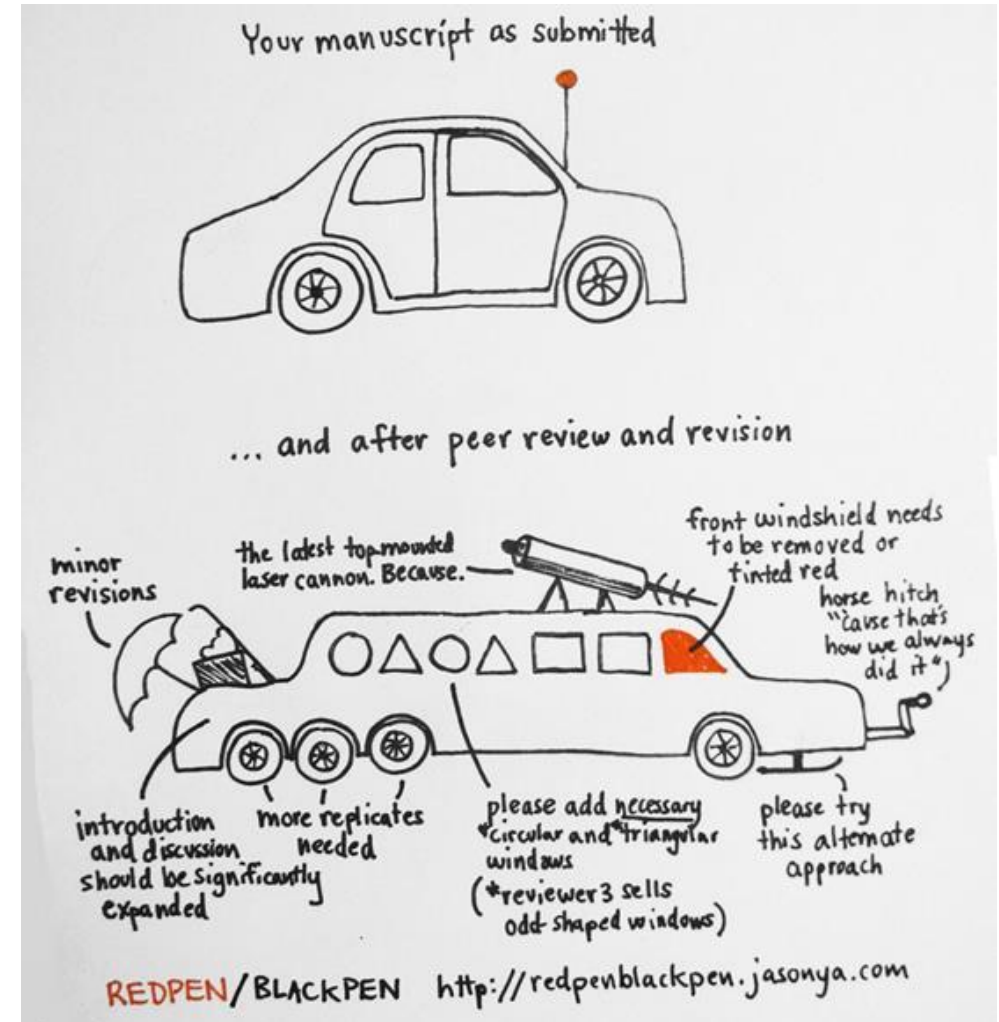 Your manuscript as submitted
... and after peer review and revision
minor
revisions
the latest topmounted
laser cannon. Because.
front windshield needs
to be removed or
tinted red
horse hitch
"'cause that's
how we always
did it"
introduction
and discussion
should be significantly
expanded
more replicates
needed
please add necessary
*circular and *triangular
windows
(*reviewer 3 sells
odd-shaped windows)
please try
this alternate
approach
REDPEN/BLACKPEN http://redpenblackpen.jasonya.com